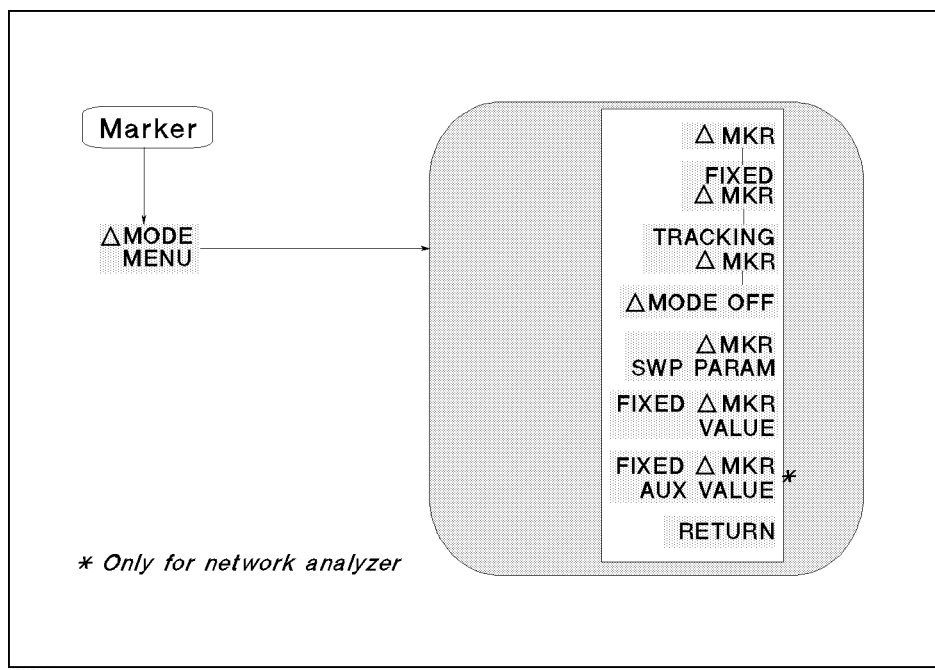 Marker
△MODE
MENU
△ MKR
FIXED
△ MKR
TRACKING
△ MKR
△MODE OFF
△MKR
SWP PARAM
FIXED △ MKR
VALUE
FIXED △ MKR
AUX VALUE *
RETURN
* Only for network analyzer